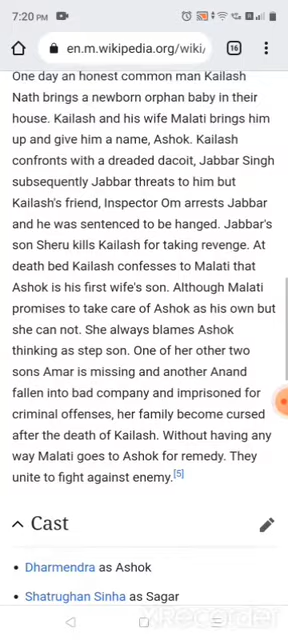 7:20 PM
en.m.wikipedia.org/wiki/
16
One day an honest common man Kailash
Nath brings a newborn orphan baby in their
house. Kailash and his wife Malati brings him
up and give him a name, Ashok. Kailash
confronts with a dreaded dacoit, Jabbar Singh
subsequently Jabbar threats to him but
Kailash's friend, Inspector Om arrests Jabbar
and he was sentenced to be hanged. Jabbar's
son Sheru kills Kailash for taking revenge. At
death bed Kailash confesses to Malati that
Ashok is his first wife's son. Although Malati
promises to take care of Ashok as his own but
she can not. She always blames Ashok
thinking as step son. One of her other two
sons Amar is missing and another Anand
fallen into bad company and imprisoned for
criminal offenses, her family become cursed
after the death of Kailash. Without having any
way Malati goes to Ashok for remedy. They
unite to fight against enemy.[5]
Cast
• Dharmendra as Ashok
• Shatrughan Sinha as Sagar
XRecorder